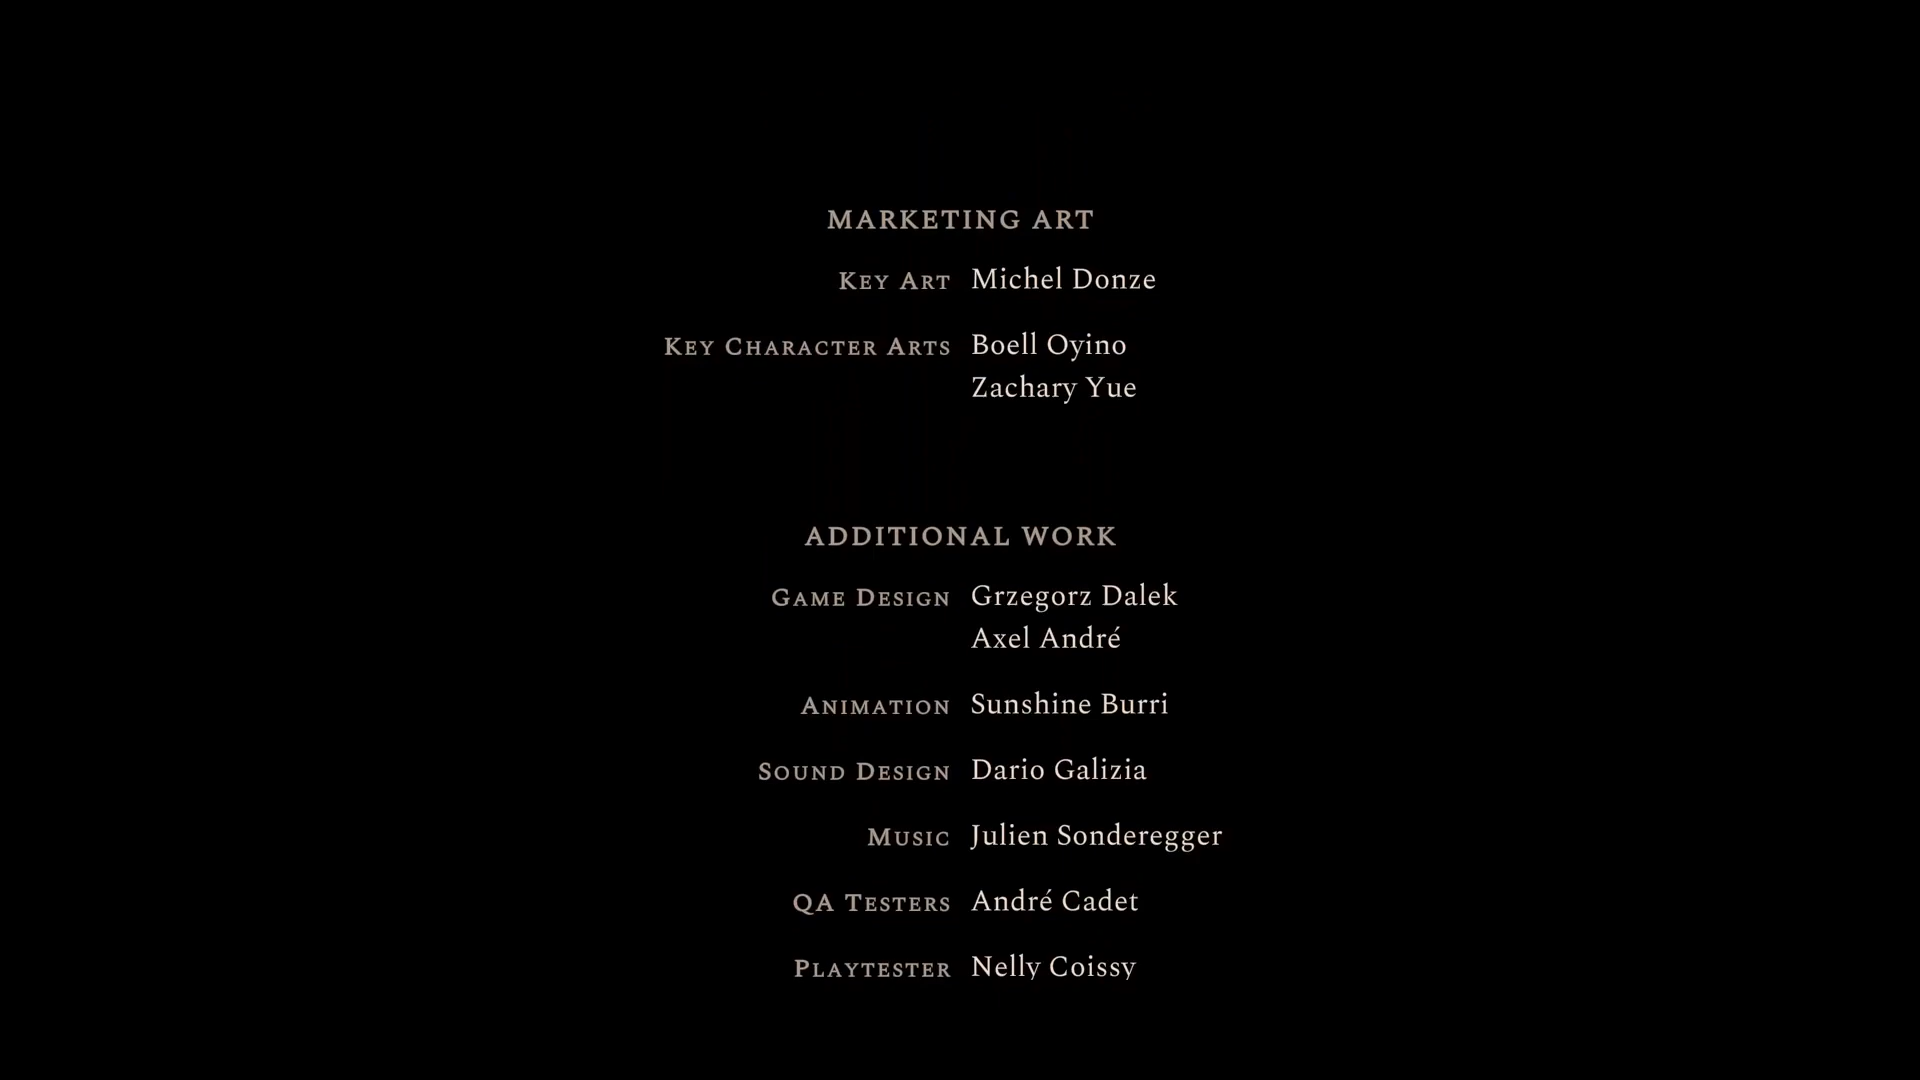 MARKETING ART
KEY ART Michel Donze
KEY CHARACTER ARTS Boell Oyino
Zachary Yue
ADDITIONAL WORK
GAME DESIGN Grzegorz Dalek
Axel André
ANIMATION Sunshine Burri
SOUND DESIGN Dario Galizia
MUSIC Julien Sonderegger
QA TESTERS André Cadet
PLAYTESTER Nelly Coissy